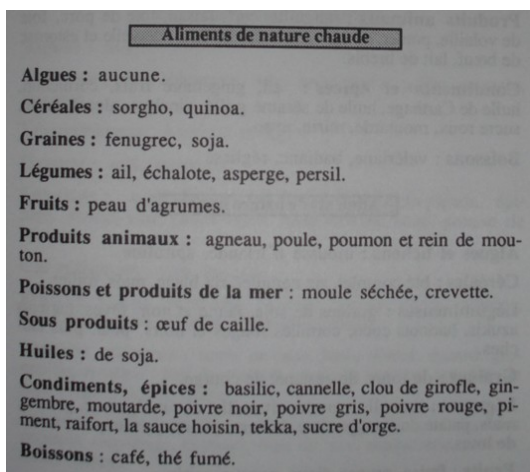 Aliments de nature chaude
Algues : aucune.
Céréales : sorgho, quinoa.
Graines : fenugrec, soja.
Légumes : ail, échalote, asperge, persil.
Fruits : peau d'agrumes.
Produits animaux : agneau, poule, poumon et rein de mou-
ton.
Poissons et produits de la mer : moule séchée, crevette.
Sous produits : œuf de caille.
Huiles : de soja.
Condiments, épices : basilic, cannelle, clou de girofle, gin-
gembre, moutarde, poivre noir, poivre gris, poivre rouge, pi-
ment, raifort, la sauce hoisin, tekka, sucre d'orge.
Boissons : café, thé fumé.